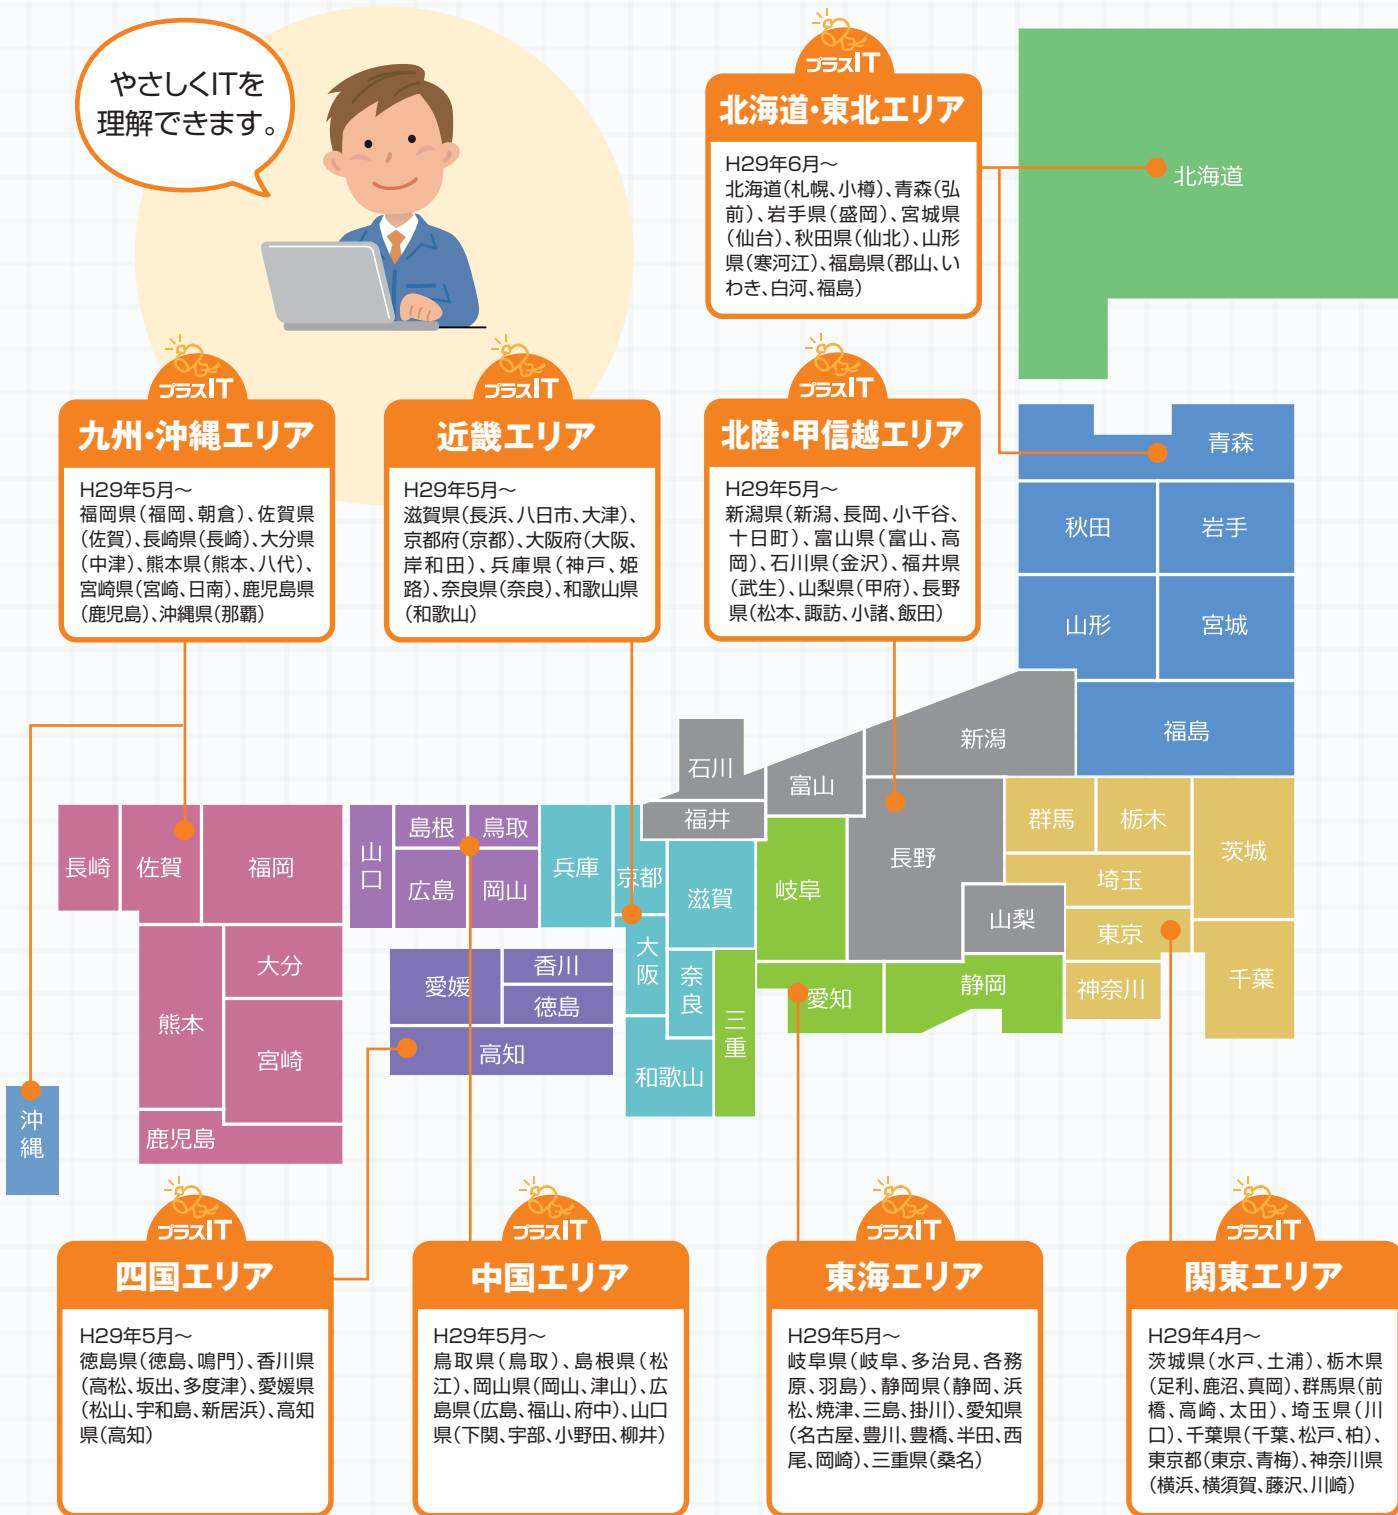 やさしくITを
理解できます。
プラスIT
北海道・東北エリア
H29年6月～
北海道（札幌、小樽）、青森（弘
前）、岩手県（盛岡）、宮城県
（仙台）、秋田県（仙北）、山形
県（寒河江）、福島県（郡山、い
わき、白河、福島）
プラスIT
九州・沖縄エリア
H29年5月～
福岡県（福岡、朝倉）、佐賀県
（佐賀）、長崎県（長崎）、大分県
（中津）、熊本県（熊本、八代）、
宮崎県（宮崎、日南）、鹿児島県
（鹿児島）、沖縄県（那覇）
プラスIT
近畿エリア
H29年5月～
滋賀県（長浜、八日市、大津）、
京都府（京都）、大阪府（大阪、
岸和田）、兵庫県（神戸、姫
路）、奈良県（奈良）、和歌山県
（和歌山）
プラスIT
北陸・甲信越エリア
H29年5月～
新潟県（新潟、長岡、小千谷、
十日町）、富山県（富山、高
岡）、石川県（金沢）、福井県
（武生）、山梨県（甲府）、長野
県（松本、諏訪、小諸、飯田）
北海道
青森
秋田
岩手
山形
宮城
福島
新潟
石川
富山
福井
長野
群馬
栃木
茨城
埼玉
山梨
東京
神奈川
千葉
岐阜
愛知
静岡
三重
滋賀
京都
兵庫
大阪
奈良
和歌山
鳥取
島根
岡山
広島
山口
香川
徳島
愛媛
高知
福岡
佐賀
長崎
大分
熊本
宮崎
鹿児島
沖縄
プラスIT
四国エリア
H29年5月～
徳島県（徳島、鳴門）、香川県
（高松、坂出、多度津）、愛媛県
（松山、宇和島、新居浜）、高知
県（高知）
プラスIT
中国エリア
H29年5月～
鳥取県（鳥取）、島根県（松
江）、岡山県（岡山、津山）、広
島県（広島、福山、府中）、山口
県（下関、宇部、小野田、柳井）
プラスIT
東海エリア
H29年5月～
岐阜県（岐阜、多治見、各務
原、羽島）、静岡県（静岡、浜
松、焼津、三島、掛川）、愛知県
（名古屋、豊川、豊橋、半田、西
尾、岡崎）、三重県（桑名）
プラスIT
関東エリア
H29年4月～
茨城県（水戸、土浦）、栃木県
（足利、鹿沼、真岡）、群馬県（前
橋、高崎、太田）、埼玉県（川
口）、千葉県（千葉、松戸、柏）、
東京都（東京、青梅）、神奈川県
（横浜、横須賀、藤沢、川崎）